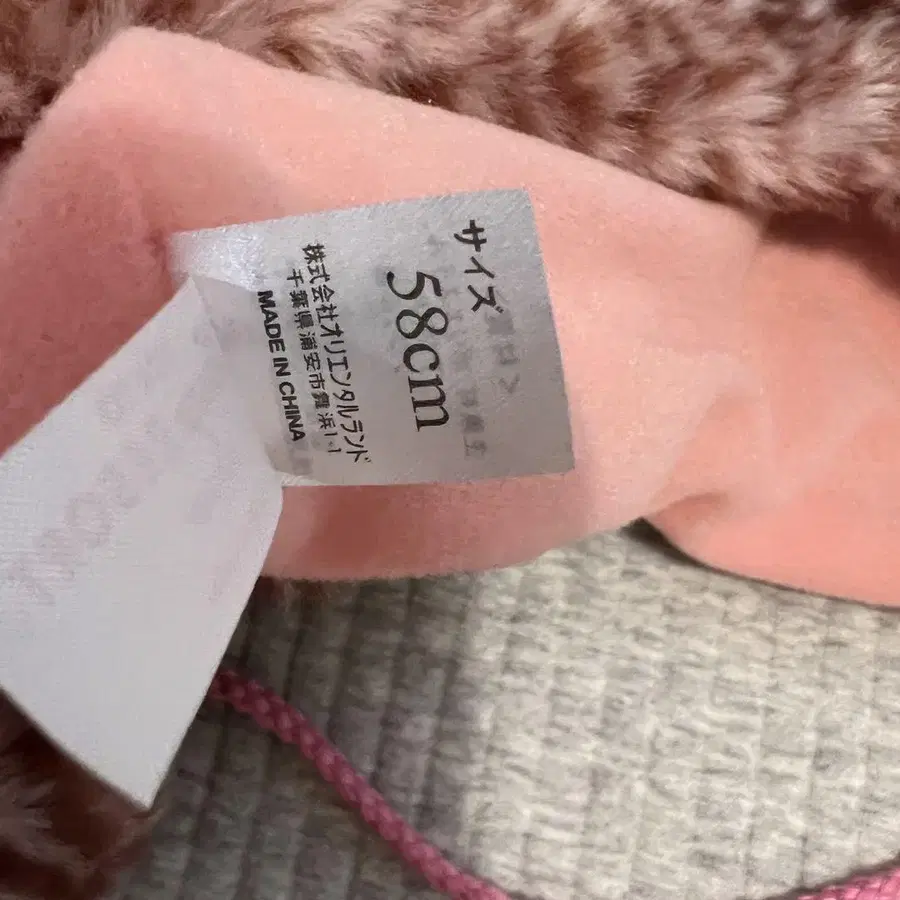 サイズ
58cm
株式会社オリエンタルランド
千葉県浦安市舞浜1-1
MADE IN CHINA